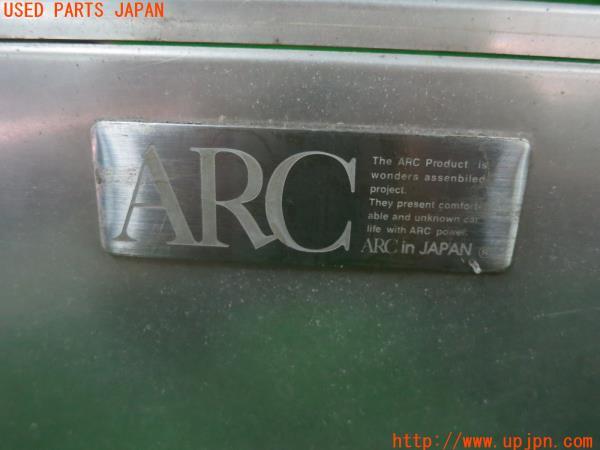 USED PARTS JAPAN
ARC
The ARC Product is
wonders assenbiled
project.
They present comfort-
able and unknown car
life with ARC power.
ARC in JAPAN ®
http://www.upjpn.com/